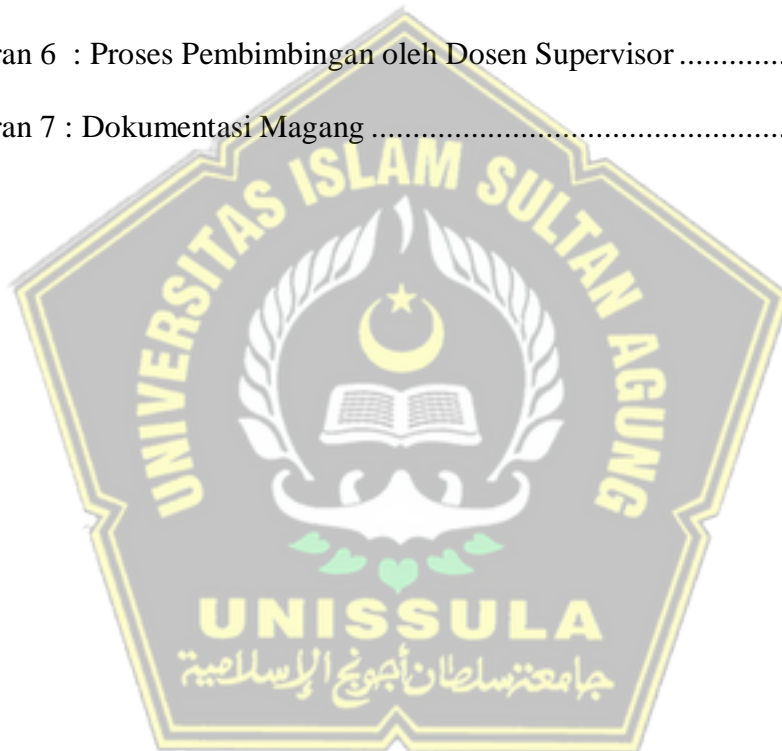 ran 6 : Proses Pembimbingan oleh Dosen Supervisor .............
ran 7 : Dokumentasi Magang ..................................................
UNIVERSITAS ISLAM SULTAN AGUNG
UNISSULA
جامعة سلطان أجونج الإسلامية